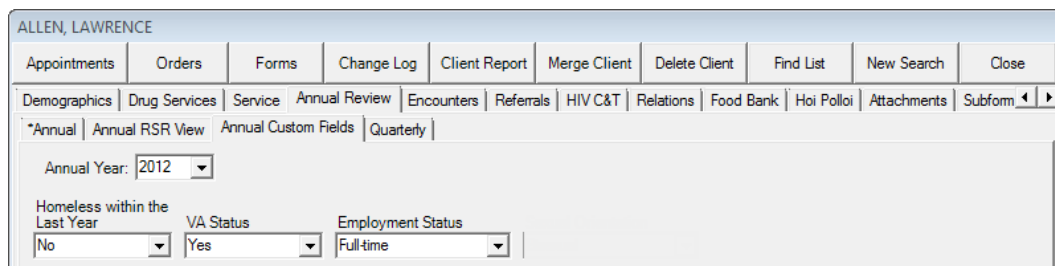 ALLEN, LAWRENCE
Appointments Orders Forms Change Log Client Report Merge Client Delete Client Find List New Search Close
Demographics Drug Services Service Annual Review Encounters Referrals HIV C&T Relations Food Bank Hoi Polloi Attachments Subform
*Annual Annual RSR View Annual Custom Fields Quarterly
Annual Year: 2012
Homeless within the
Last Year VA Status Employment Status
No Yes Full-time